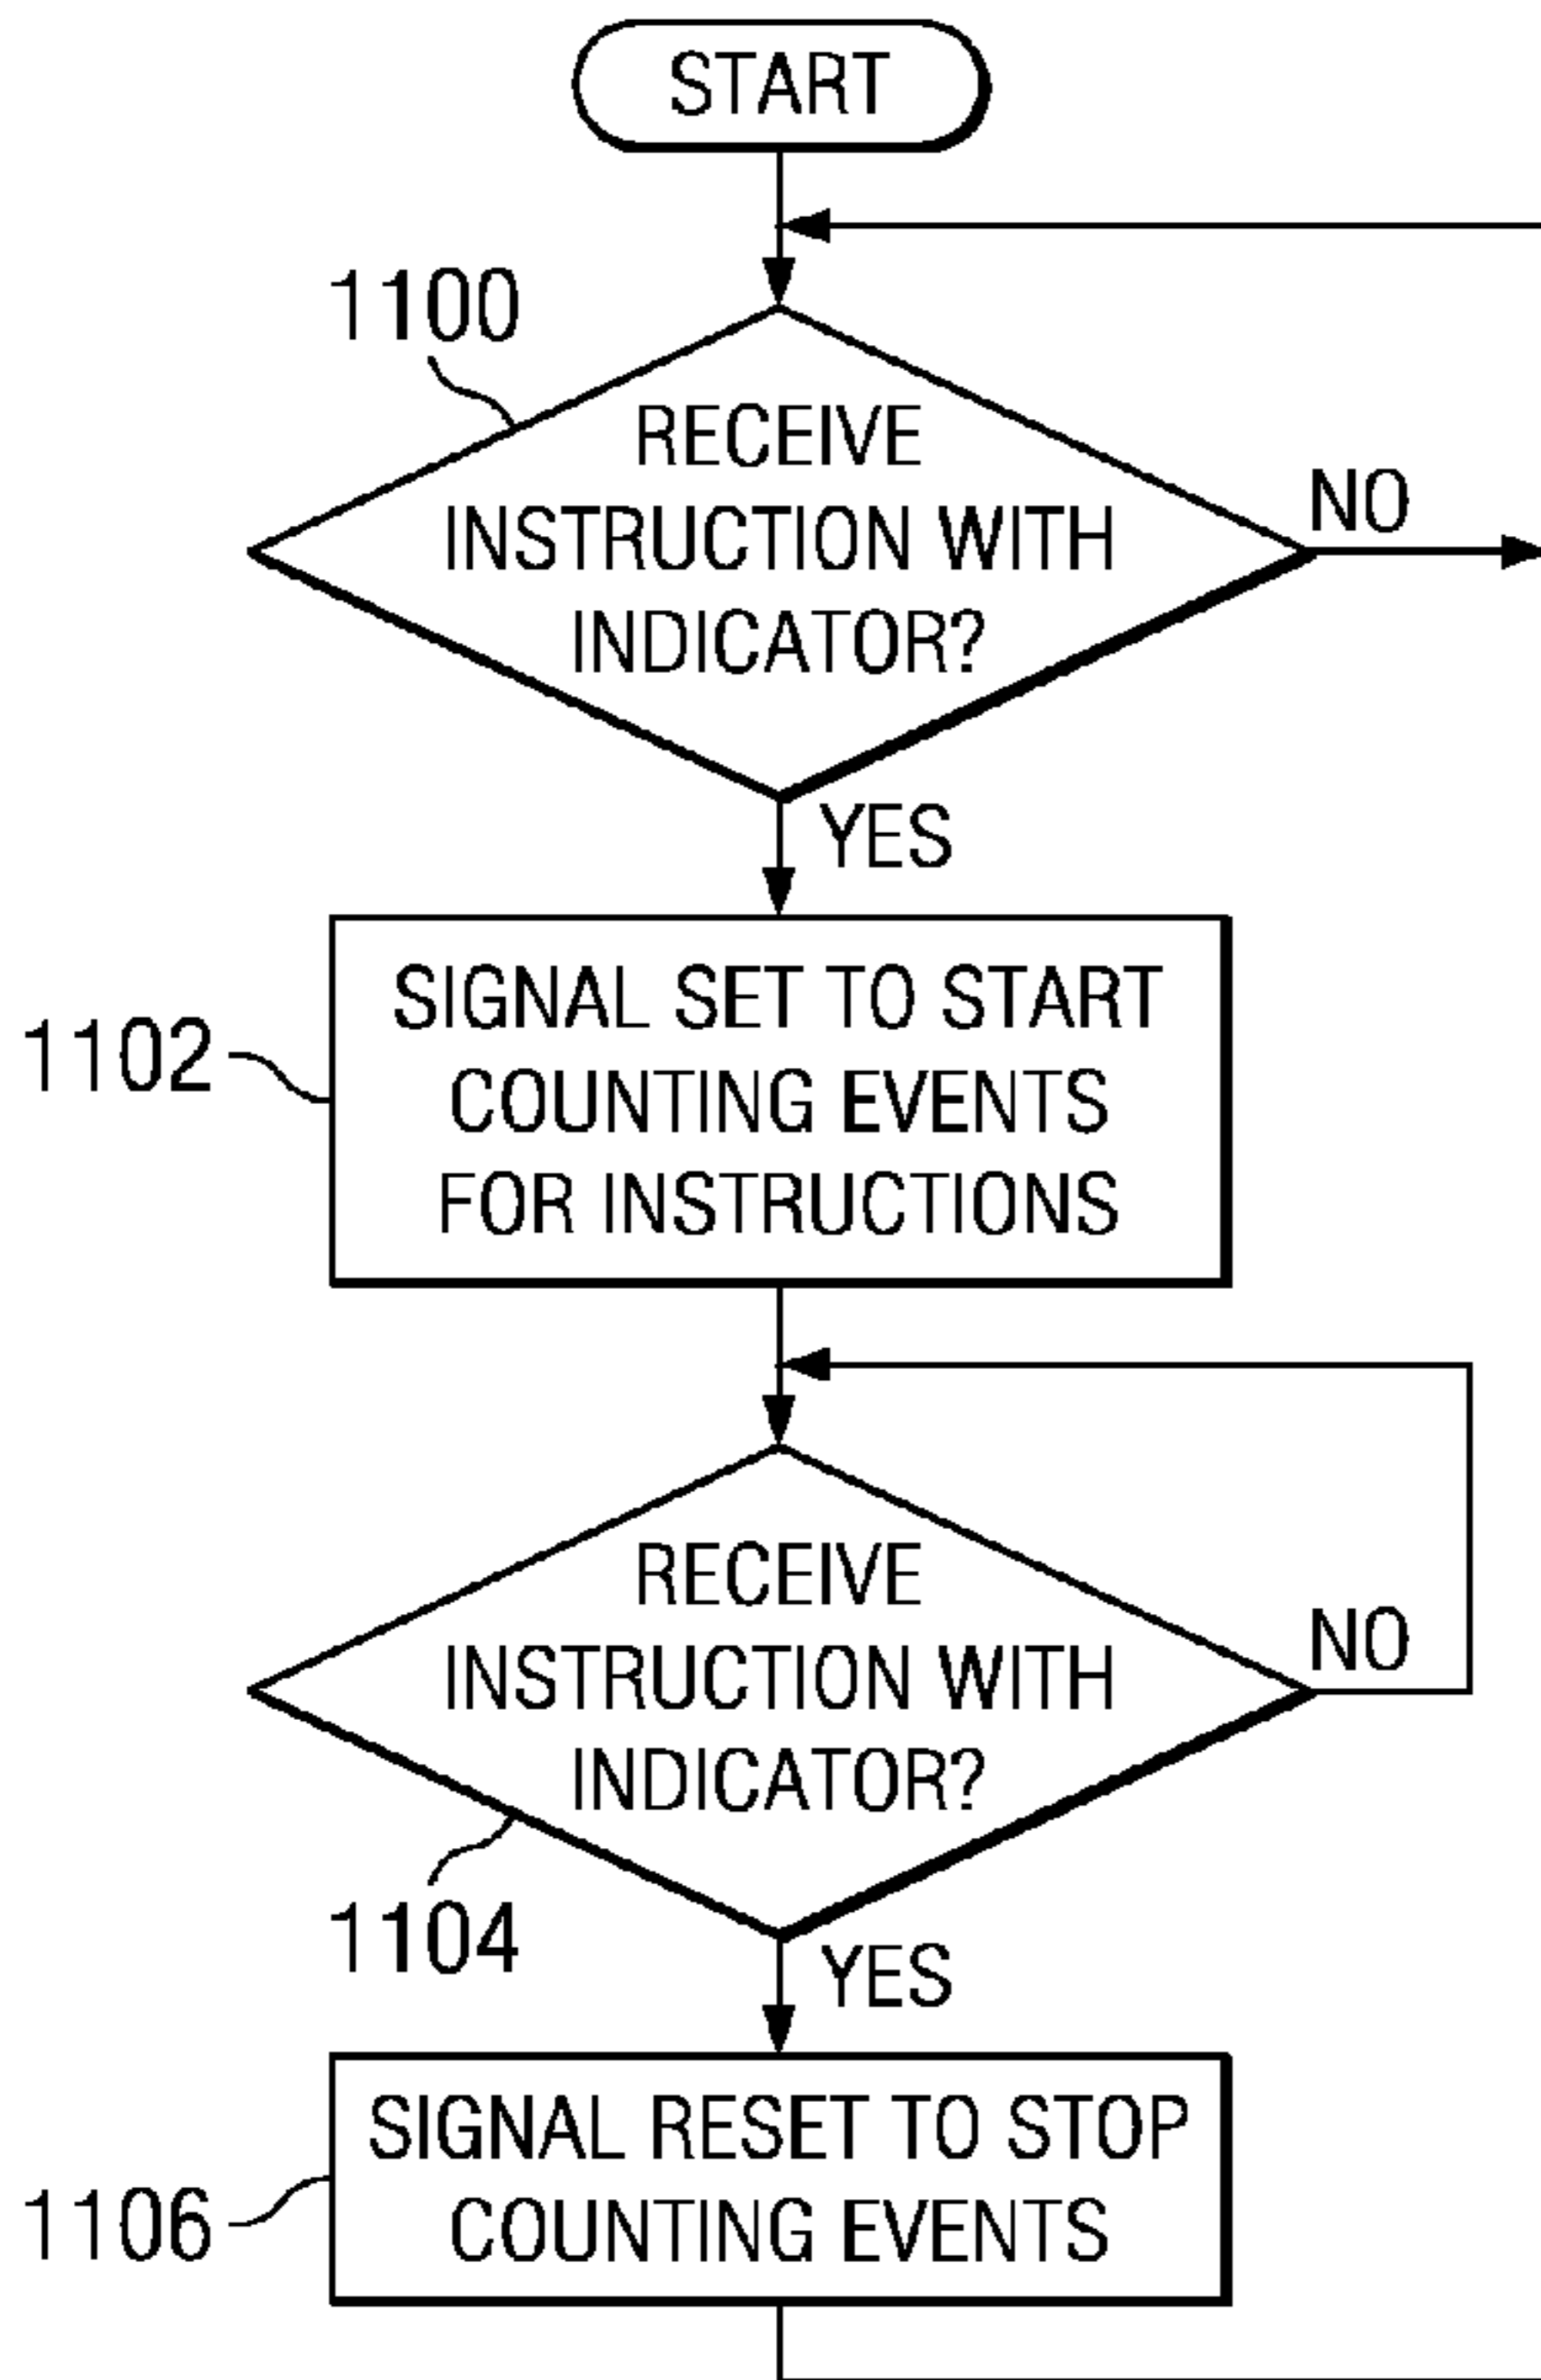 START
1100
RECEIVE
INSTRUCTION WITH
INDICATOR?
NO
YES
1102
SIGNAL SET TO START
COUNTING EVENTS
FOR INSTRUCTIONS
RECEIVE
INSTRUCTION WITH
INDICATOR?
NO
1104
YES
1106
SIGNAL RESET TO STOP
COUNTING EVENTS